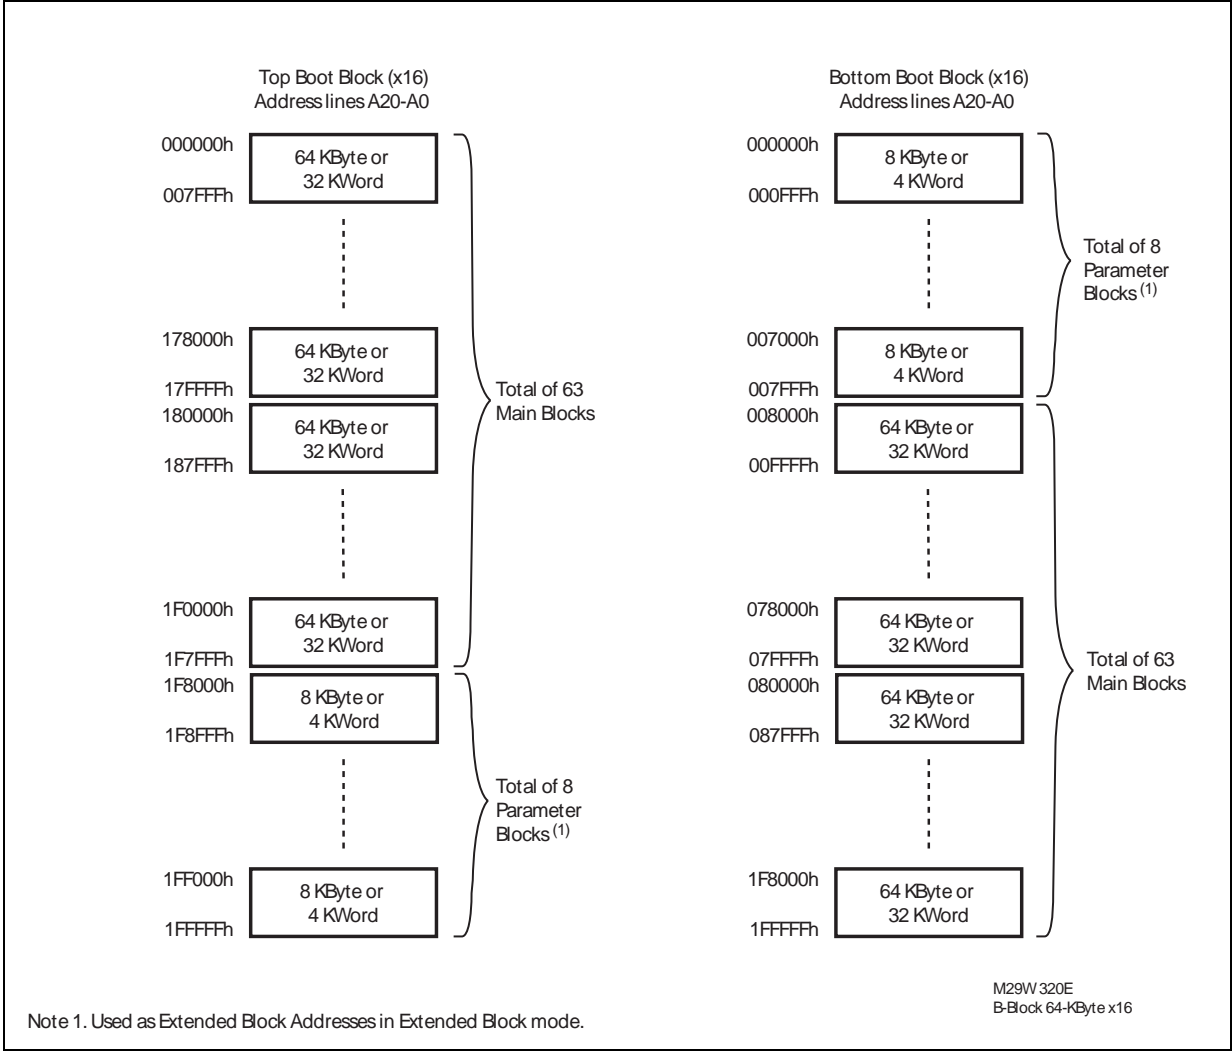 Top Boot Block (x16)
Address lines A20-A0
000000h
64 KByte or
32 KWord
007FFFh
178000h
64 KByte or
32 KWord
17FFFFh
180000h
64 KByte or
32 KWord
187FFFh
Total of 63
Main Blocks
1F0000h
64 KByte or
32 KWord
1F7FFFh
1F8000h
8 KByte or
4 KWord
1F8FFFh
Total of 8
Parameter
Blocks (1)
1FF000h
8 KByte or
4 KWord
1FFFFFh
Bottom Boot Block (x16)
Address lines A20-A0
000000h
8 KByte or
4 KWord
000FFFh
Total of 8
Parameter
Blocks (1)
007000h
8 KByte or
4 KWord
007FFFh
008000h
64 KByte or
32 KWord
00FFFFh
078000h
64 KByte or
32 KWord
07FFFFh
080000h
64 KByte or
32 KWord
087FFFh
Total of 63
Main Blocks
1F8000h
64 KByte or
32 KWord
1FFFFFh
M29W320E
B-Block 64-KByte x16
Note 1. Used as Extended Block Addresses in Extended Block mode.